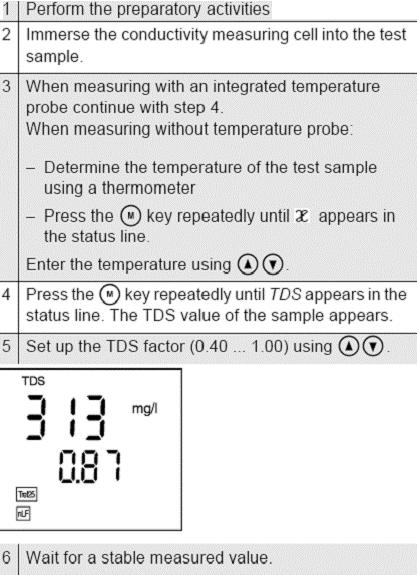 1 Perform the preparatory activities
2 Immerse the conductivity measuring cell into the test
sample.
3 When measuring with an integrated temperature
probe continue with step 4.
When measuring without temperature probe:
– Determine the temperature of the test sample
using a thermometer
– Press the (M) key repeatedly until ϰ appears in
the status line.
Enter the temperature using (▲) (▼).
4 Press the (M) key repeatedly until TDS appears in the
status line. The TDS value of the sample appears.
5 Set up the TDS factor (0.40 ... 1.00) using (▲) (▼).
TDS
313 mg/l
0.87
Tref25
nLF
6 Wait for a stable measured value.